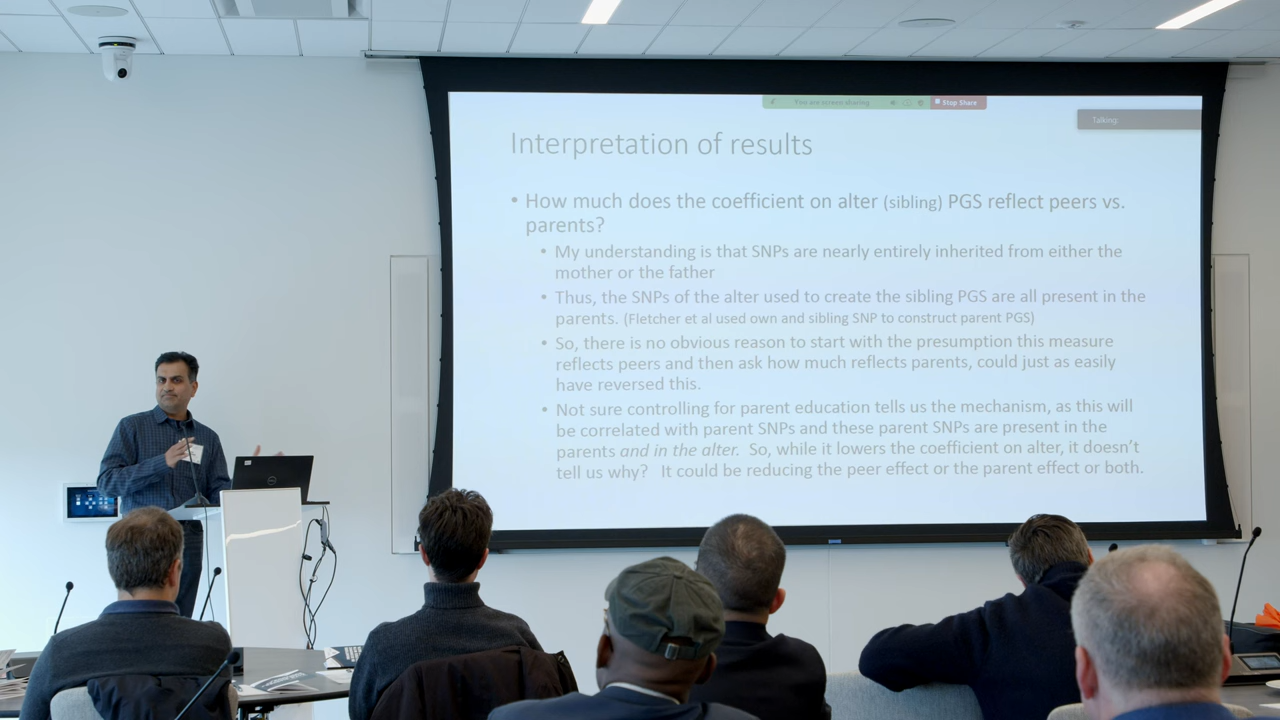 You are screen sharing
Stop Share
Talking:
Interpretation of results
• How much does the coefficient on alter (sibling) PGS reflect peers vs.
parents?
• My understanding is that SNPs are nearly entirely inherited from either the
mother or the father
• Thus, the SNPs of the alter used to create the sibling PGS are all present in the
parents. (Fletcher et al used own and sibling SNP to construct parent PGS)
• So, there is no obvious reason to start with the presumption this measure
reflects peers and then ask how much reflects parents, could just as easily
have reversed this.
• Not sure controlling for parent education tells us the mechanism, as this will
be correlated with parent SNPs and these parent SNPs are present in the
parents and in the alter. So, while it lowers the coefficient on alter, it doesn't
tell us why? It could be reducing the peer effect or the parent effect or both.
DELL